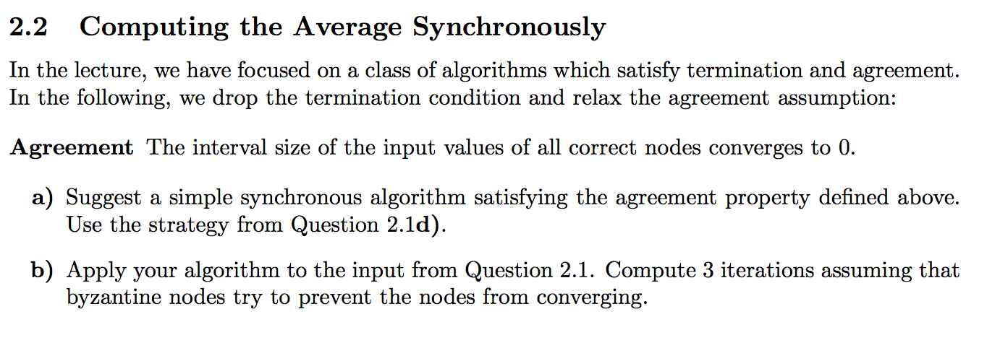 2.2 Computing the Average Synchronously
In the lecture, we have focused on a class of algorithms which satisfy termination and agreement.
In the following, we drop the termination condition and relax the agreement assumption:
Agreement The interval size of the input values of all correct nodes converges to 0.
a) Suggest a simple synchronous algorithm satisfying the agreement property defined above.
Use the strategy from Question 2.1d).
b) Apply your algorithm to the input from Question 2.1. Compute 3 iterations assuming that
byzantine nodes try to prevent the nodes from converging.